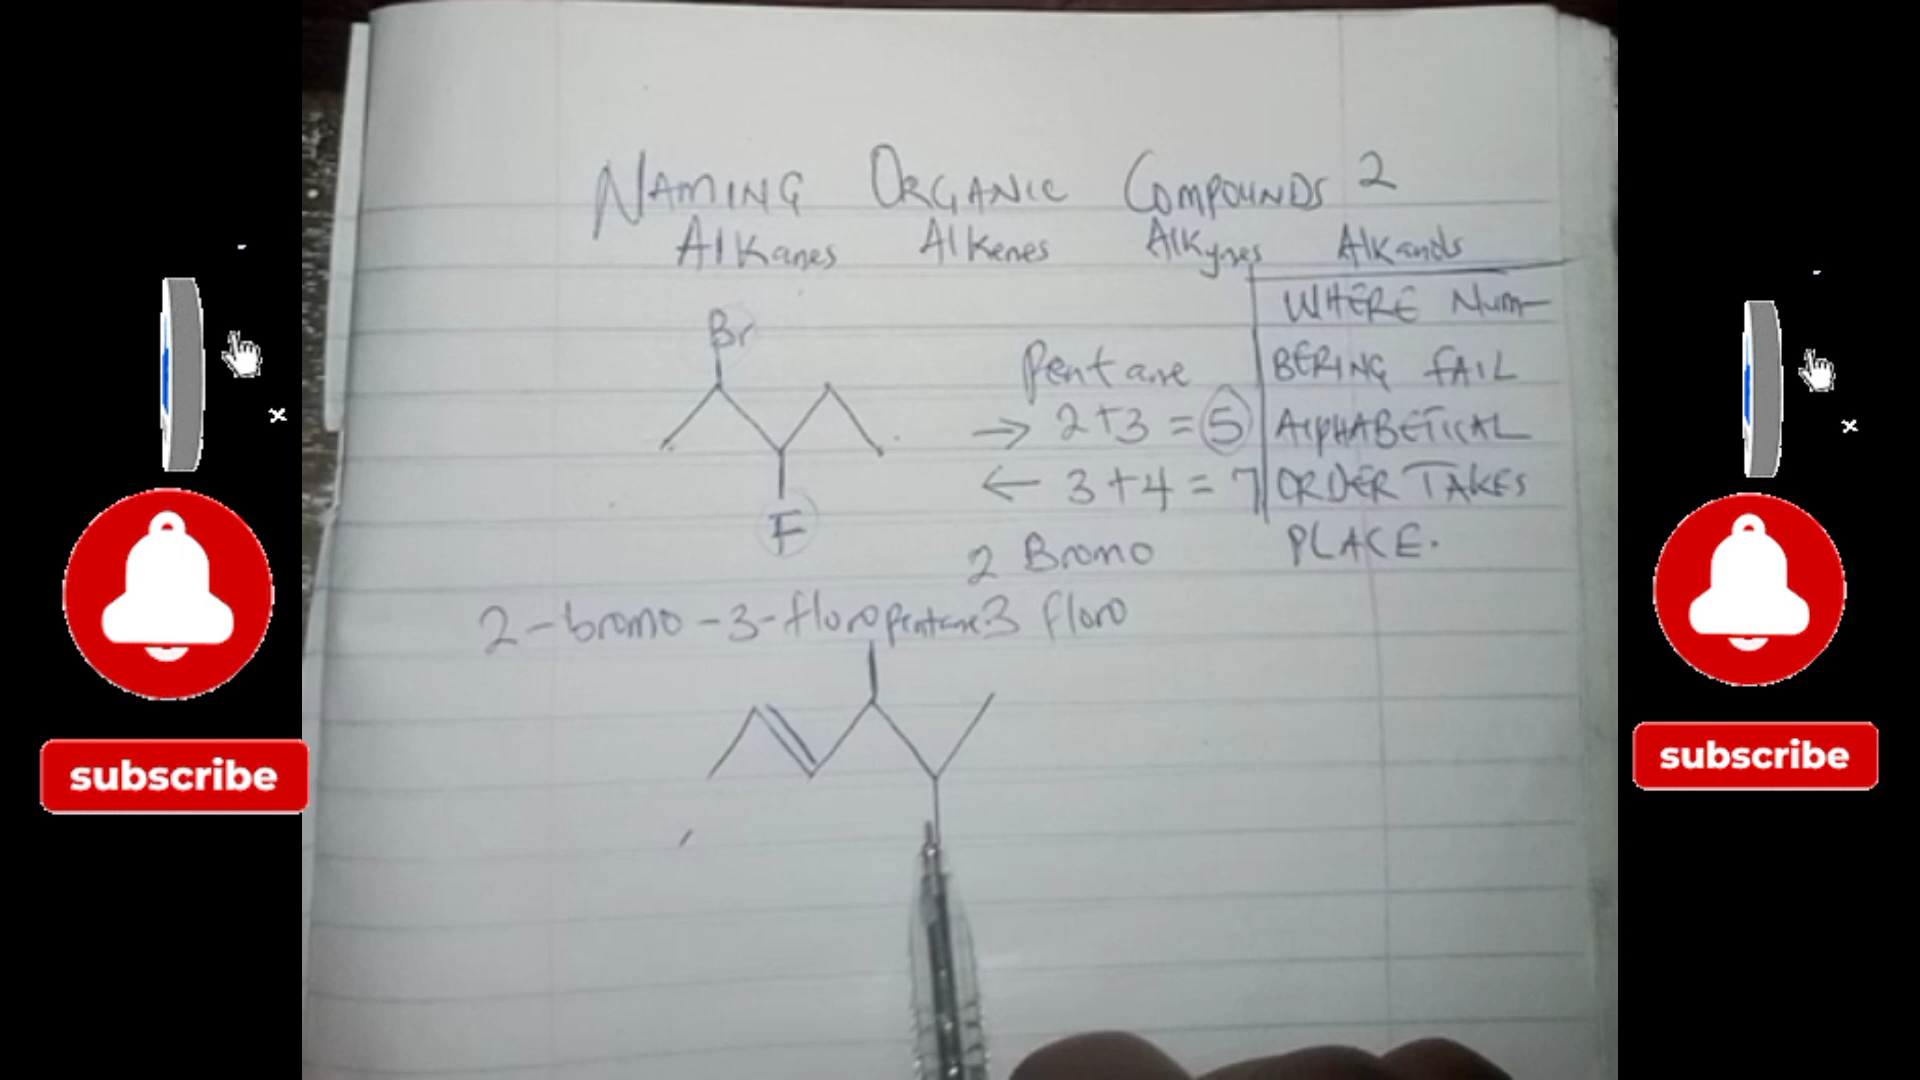 NAMING ORGANIC COMPOUNDS 2
Alkanes Alkenes Alkynes Alkanols
Br
F
Pentane
→ 2+3 = 5
← 3+4 = 7
2 Bromo
3 floro
2-bromo-3-floropentane
WHERE NUM-
BERING FAIL
ALPHABETICAL
ORDER TAKES
PLACE.
subscribe
subscribe